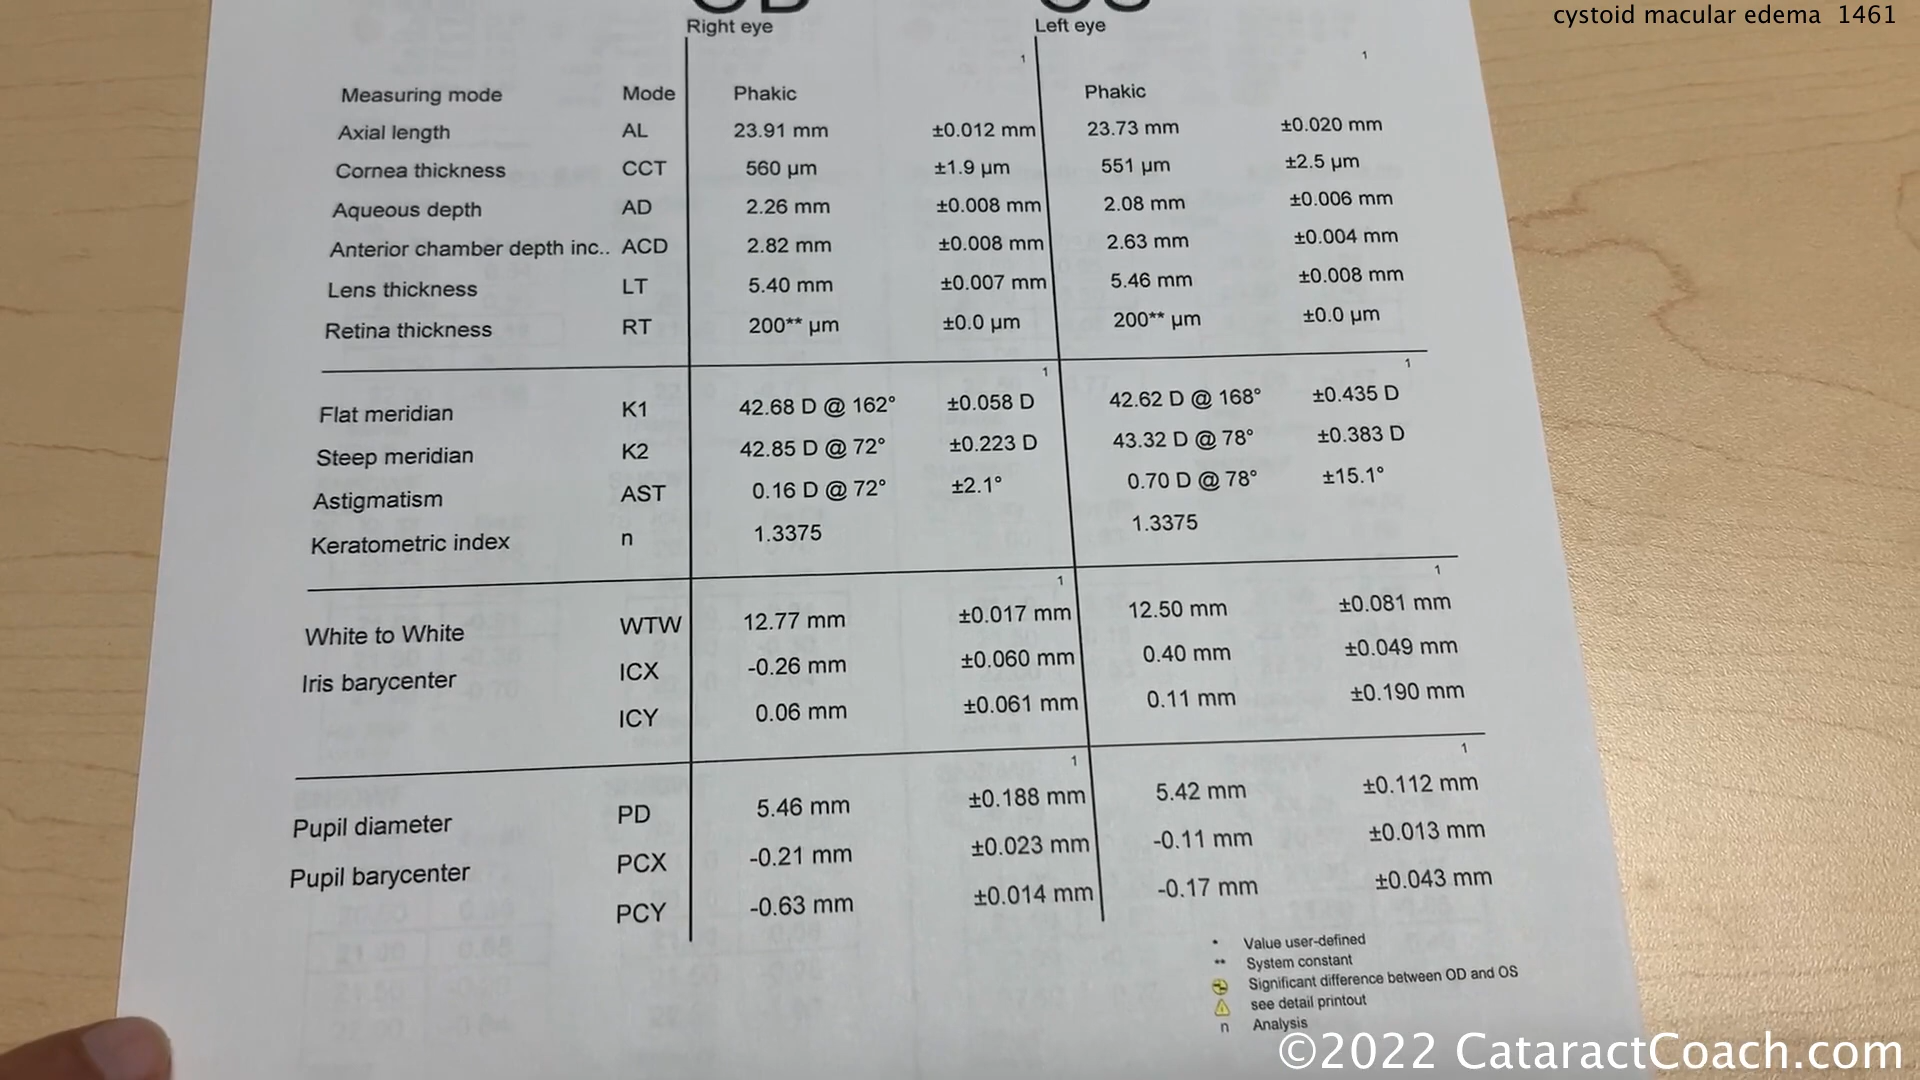 cystoid macular edema 1461
OD OS
Right eye Left eye
1 1
Measuring mode Mode Phakic Phakic
Axial length AL 23.91 mm ±0.012 mm 23.73 mm ±0.020 mm
Cornea thickness CCT 560 µm ±1.9 µm 551 µm ±2.5 µm
Aqueous depth AD 2.26 mm ±0.008 mm 2.08 mm ±0.006 mm
Anterior chamber depth inc.. ACD 2.82 mm ±0.008 mm 2.63 mm ±0.004 mm
Lens thickness LT 5.40 mm ±0.007 mm 5.46 mm ±0.008 mm
Retina thickness RT 200** µm ±0.0 µm 200** µm ±0.0 µm
1 1
Flat meridian K1 42.68 D @ 162° ±0.058 D 42.62 D @ 168° ±0.435 D
Steep meridian K2 42.85 D @ 72° ±0.223 D 43.32 D @ 78° ±0.383 D
Astigmatism AST 0.16 D @ 72° ±2.1° 0.70 D @ 78° ±15.1°
Keratometric index n 1.3375 1.3375
1 1
White to White WTW 12.77 mm ±0.017 mm 12.50 mm ±0.081 mm
Iris barycenter ICX -0.26 mm ±0.060 mm 0.40 mm ±0.049 mm
ICY 0.06 mm ±0.061 mm 0.11 mm ±0.190 mm
1 1
Pupil diameter PD 5.46 mm ±0.188 mm 5.42 mm ±0.112 mm
Pupil barycenter PCX -0.21 mm ±0.023 mm -0.11 mm ±0.013 mm
PCY -0.63 mm ±0.014 mm -0.17 mm ±0.043 mm
* Value user-defined
** System constant
Significant difference between OD and OS
see detail printout
n Analysis
©2022 CataractCoach.com